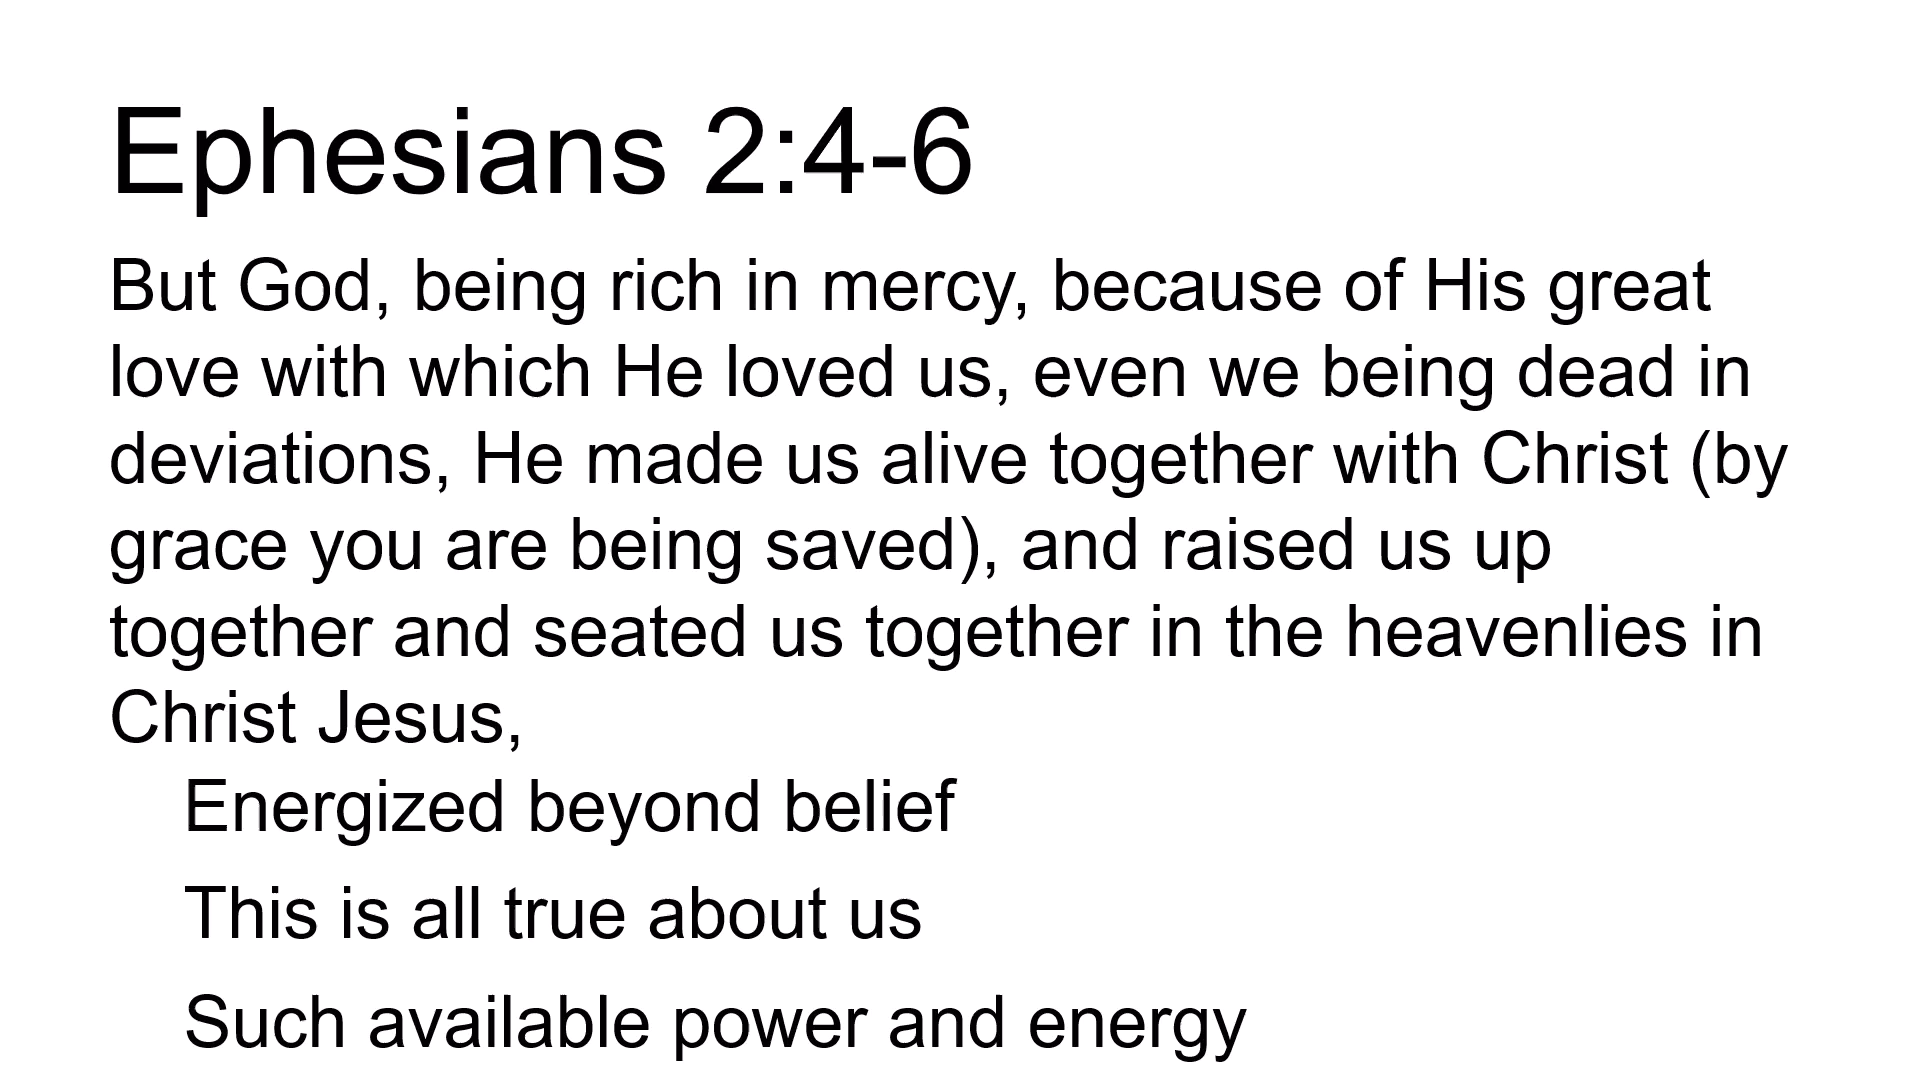 Ephesians 2:4-6
But God, being rich in mercy, because of His great
love with which He loved us, even we being dead in
deviations, He made us alive together with Christ (by
grace you are being saved), and raised us up
together and seated us together in the heavenlies in
Christ Jesus,
Energized beyond belief
This is all true about us
Such available power and energy